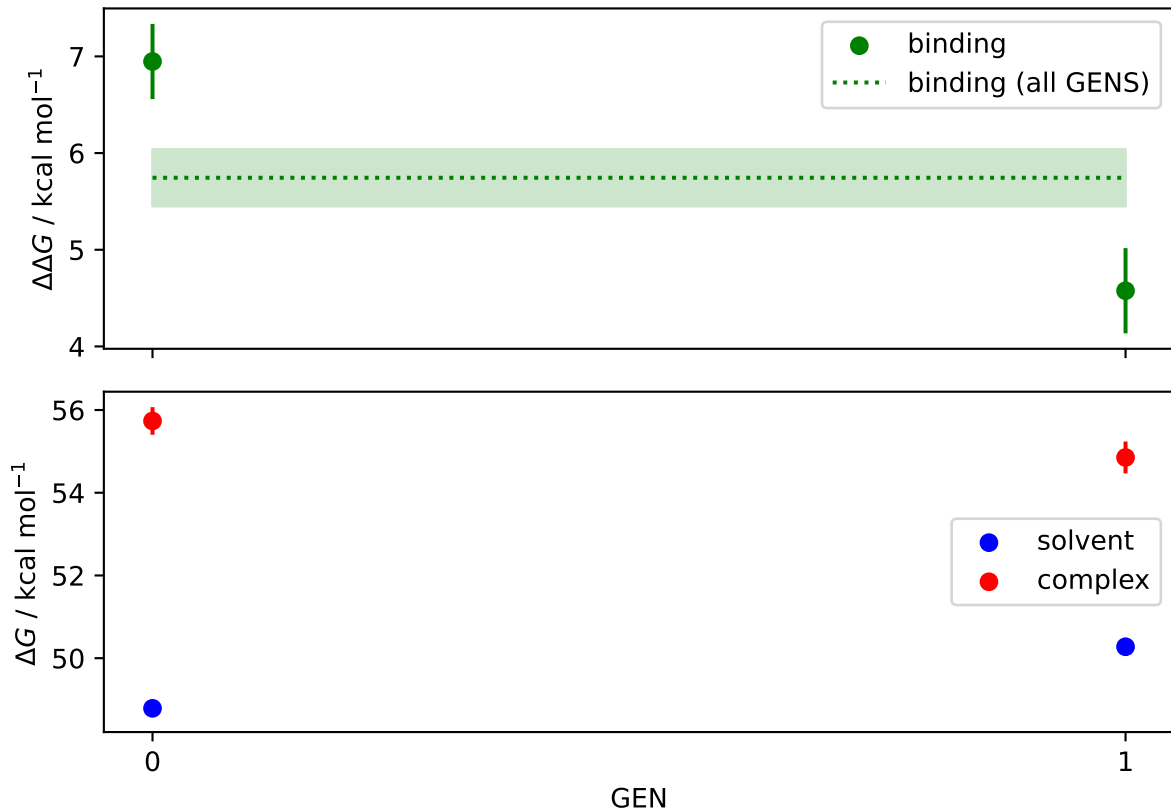 7
6
5
4
ΔΔG / kcal mol⁻¹
binding
binding (all GENS)
56
54
52
50
ΔG / kcal mol⁻¹
solvent
complex
0
1
GEN